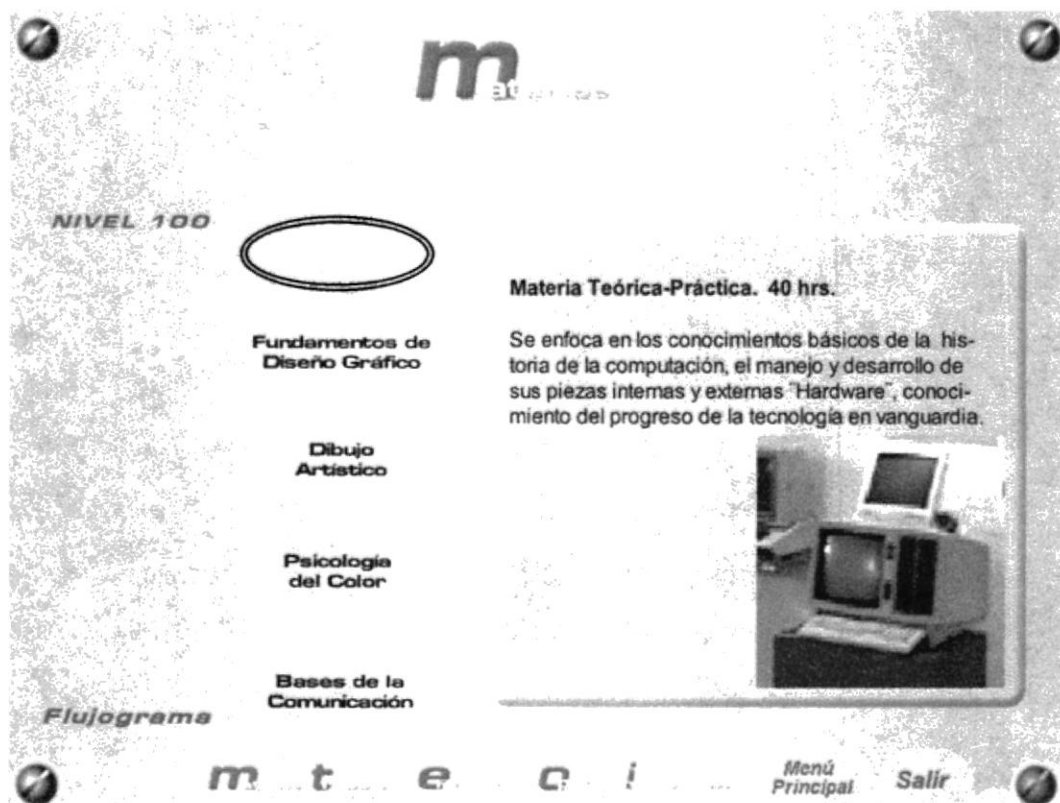 materias
NIVEL 100
Fundamentos de
Diseño Gráfico
Dibujo
Artístico
Psicología
del Color
Bases de la
Comunicación
Flujograma
Materia Teórica-Práctica. 40 hrs.
Se enfoca en los conocimientos básicos de la his-
toria de la computación, el manejo y desarrollo de
sus piezas internas y externas ¨Hardware¨, conoci-
miento del progreso de la tecnología en vanguardia.
m t e c i
Menú
Principal
Salir